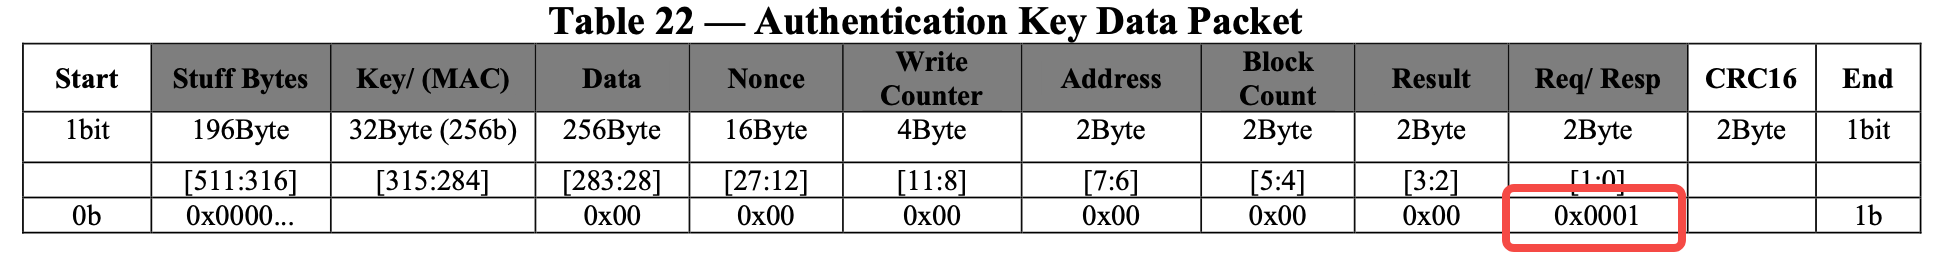 Table 22 — Authentication Key Data Packet
Start Stuff Bytes Key/ (MAC) Data Nonce Write Counter Address Block Count Result Req/ Resp CRC16 End
1bit 196Byte 32Byte (256b) 256Byte 16Byte 4Byte 2Byte 2Byte 2Byte 2Byte 2Byte 1bit
[511:316] [315:284] [283:28] [27:12] [11:8] [7:6] [5:4] [3:2] [1:0]
0b 0x0000... 0x00 0x00 0x00 0x00 0x00 0x00 0x0001 1b